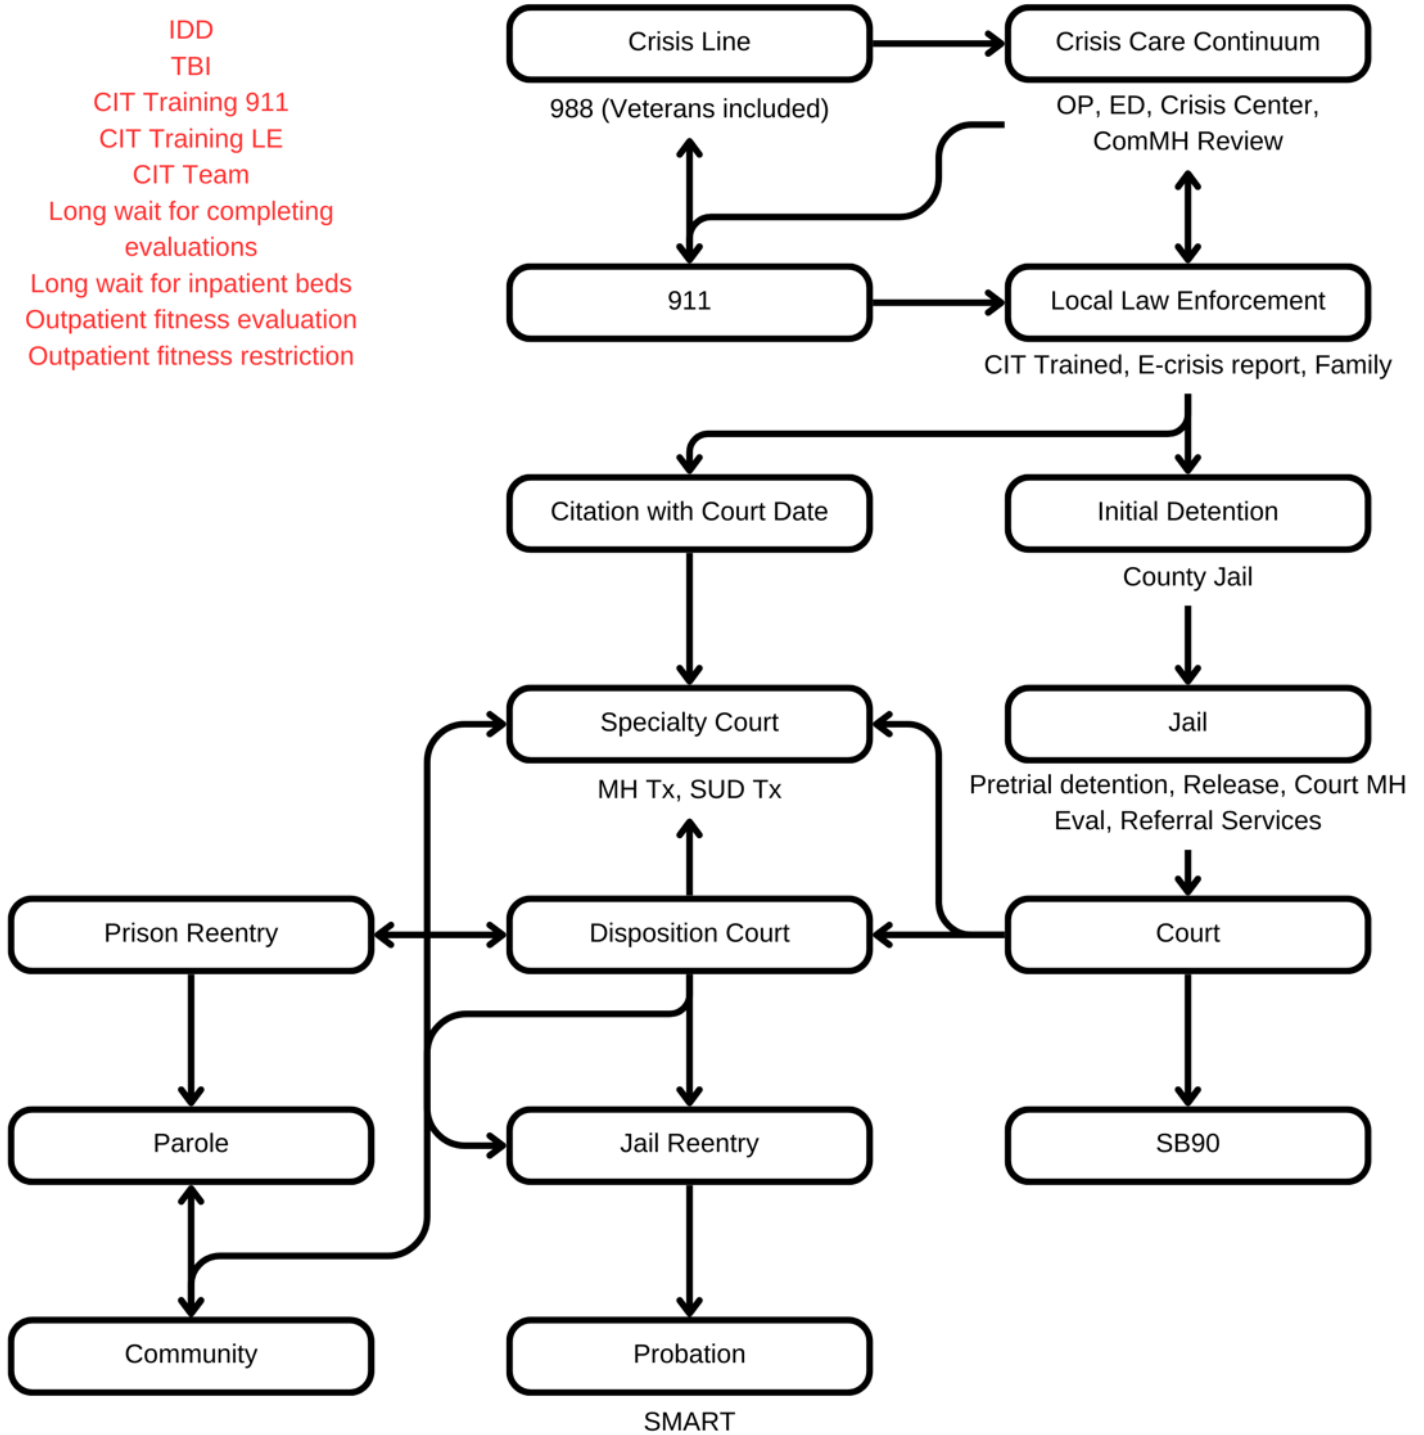 IDD
TBI
CIT Training 911
CIT Training LE
CIT Team
Long wait for completing
evaluations
Long wait for inpatient beds
Outpatient fitness evaluation
Outpatient fitness restriction
Crisis Line
988 (Veterans included)
Crisis Care Continuum
OP, ED, Crisis Center,
ComMH Review
911
Local Law Enforcement
CIT Trained, E-crisis report, Family
Citation with Court Date
Initial Detention
County Jail
Specialty Court
MH Tx, SUD Tx
Jail
Pretrial detention, Release, Court MH
Eval, Referral Services
Prison Reentry
Disposition Court
Court
Parole
Jail Reentry
SB90
Community
Probation
SMART